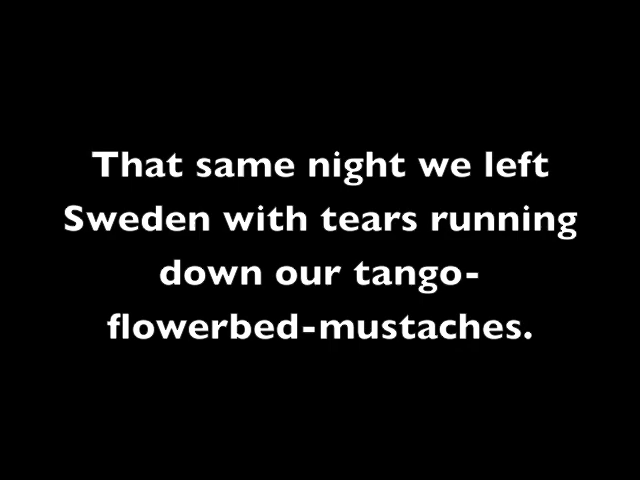 That same night we left
Sweden with tears running
down our tango-
flowerbed-mustaches.